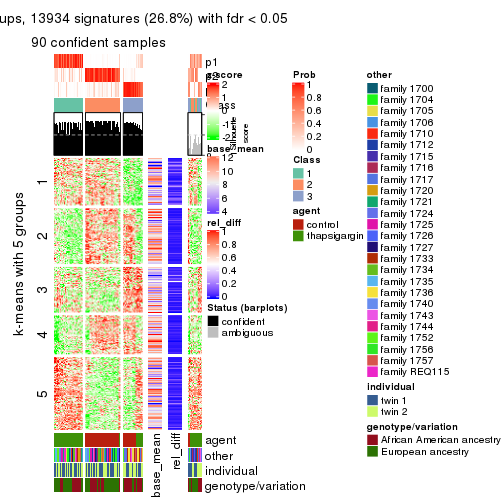 ups, 13934 signatures (26.8%) with fdr < 0.05
90 confident samples
p1
p2
Class
Silhouette
score
1
2
3
4
5
k-means with 5 groups
agent
other
individual
genotype/variation
base_mean
rel_diff
z-score
2
1
0
-1
base_mean
12
10
8
6
4
rel_diff
1
0.8
0.6
0.4
0.2
0
Status (barplots)
confident
ambiguous
Prob
1
0.8
0.6
0.4
0.2
0
Class
1
2
3
agent
control
thapsigargin
other
family 1700
family 1704
family 1705
family 1706
family 1710
family 1712
family 1715
family 1716
family 1717
family 1720
family 1721
family 1724
family 1725
family 1726
family 1727
family 1733
family 1734
family 1735
family 1736
family 1740
family 1743
family 1744
family 1752
family 1756
family 1757
family REQ115
individual
twin 1
twin 2
genotype/variation
African American ancestry
European ancestry